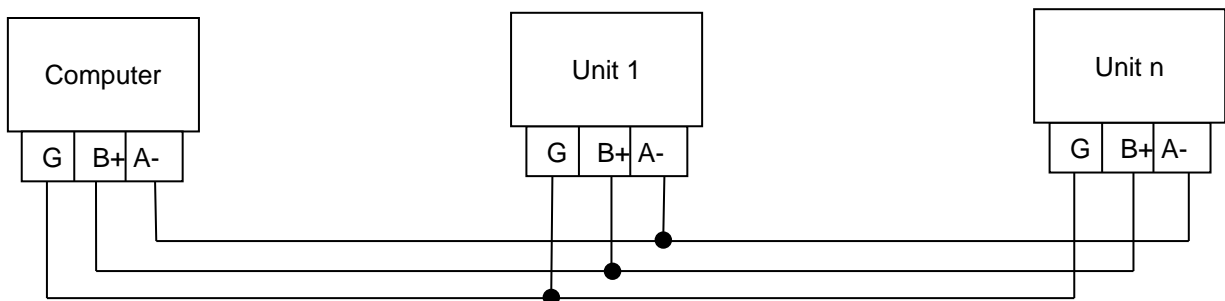 Computer
Unit 1
Unit n
G B+ A-
G B+ A-
G B+ A-